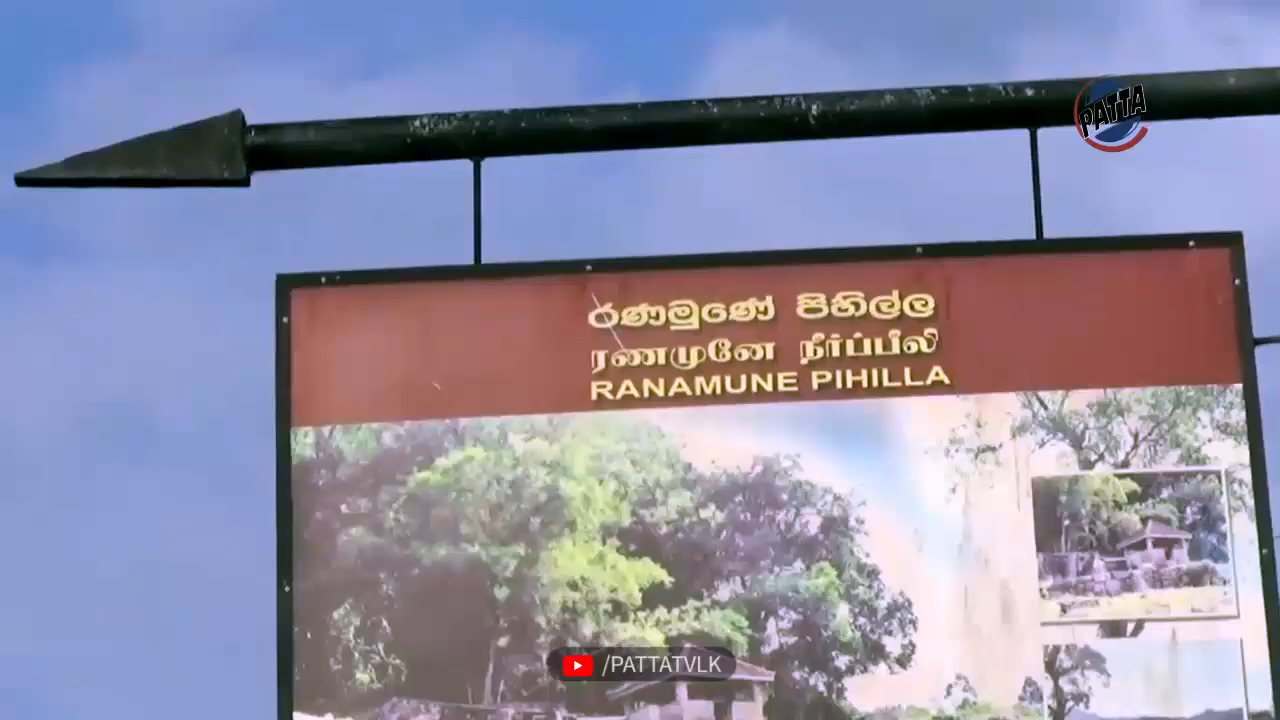 PATTA
රණමුණේ පිහිල්ල
ரணமுனே நீர்ப்பீலி
RANAMUNE PIHILLA
/PATTATVLK